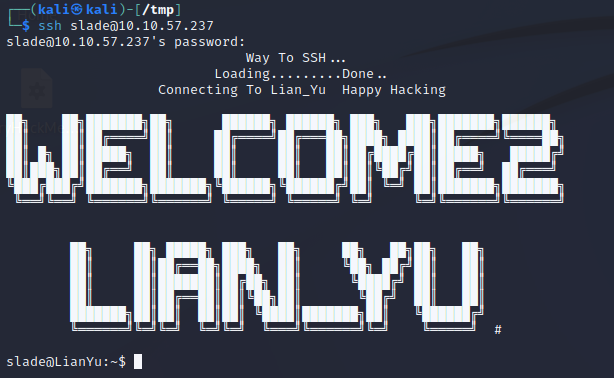 ┌──(kali㉿kali)-[/tmp]
└─$ ssh slade@10.10.57.237
slade@10.10.57.237's password:
Way To SSH...
Loading.........Done..
Connecting To Lian_Yu Happy Hacking
WELCOME2
LIAN_YU #
slade@LianYu:~$